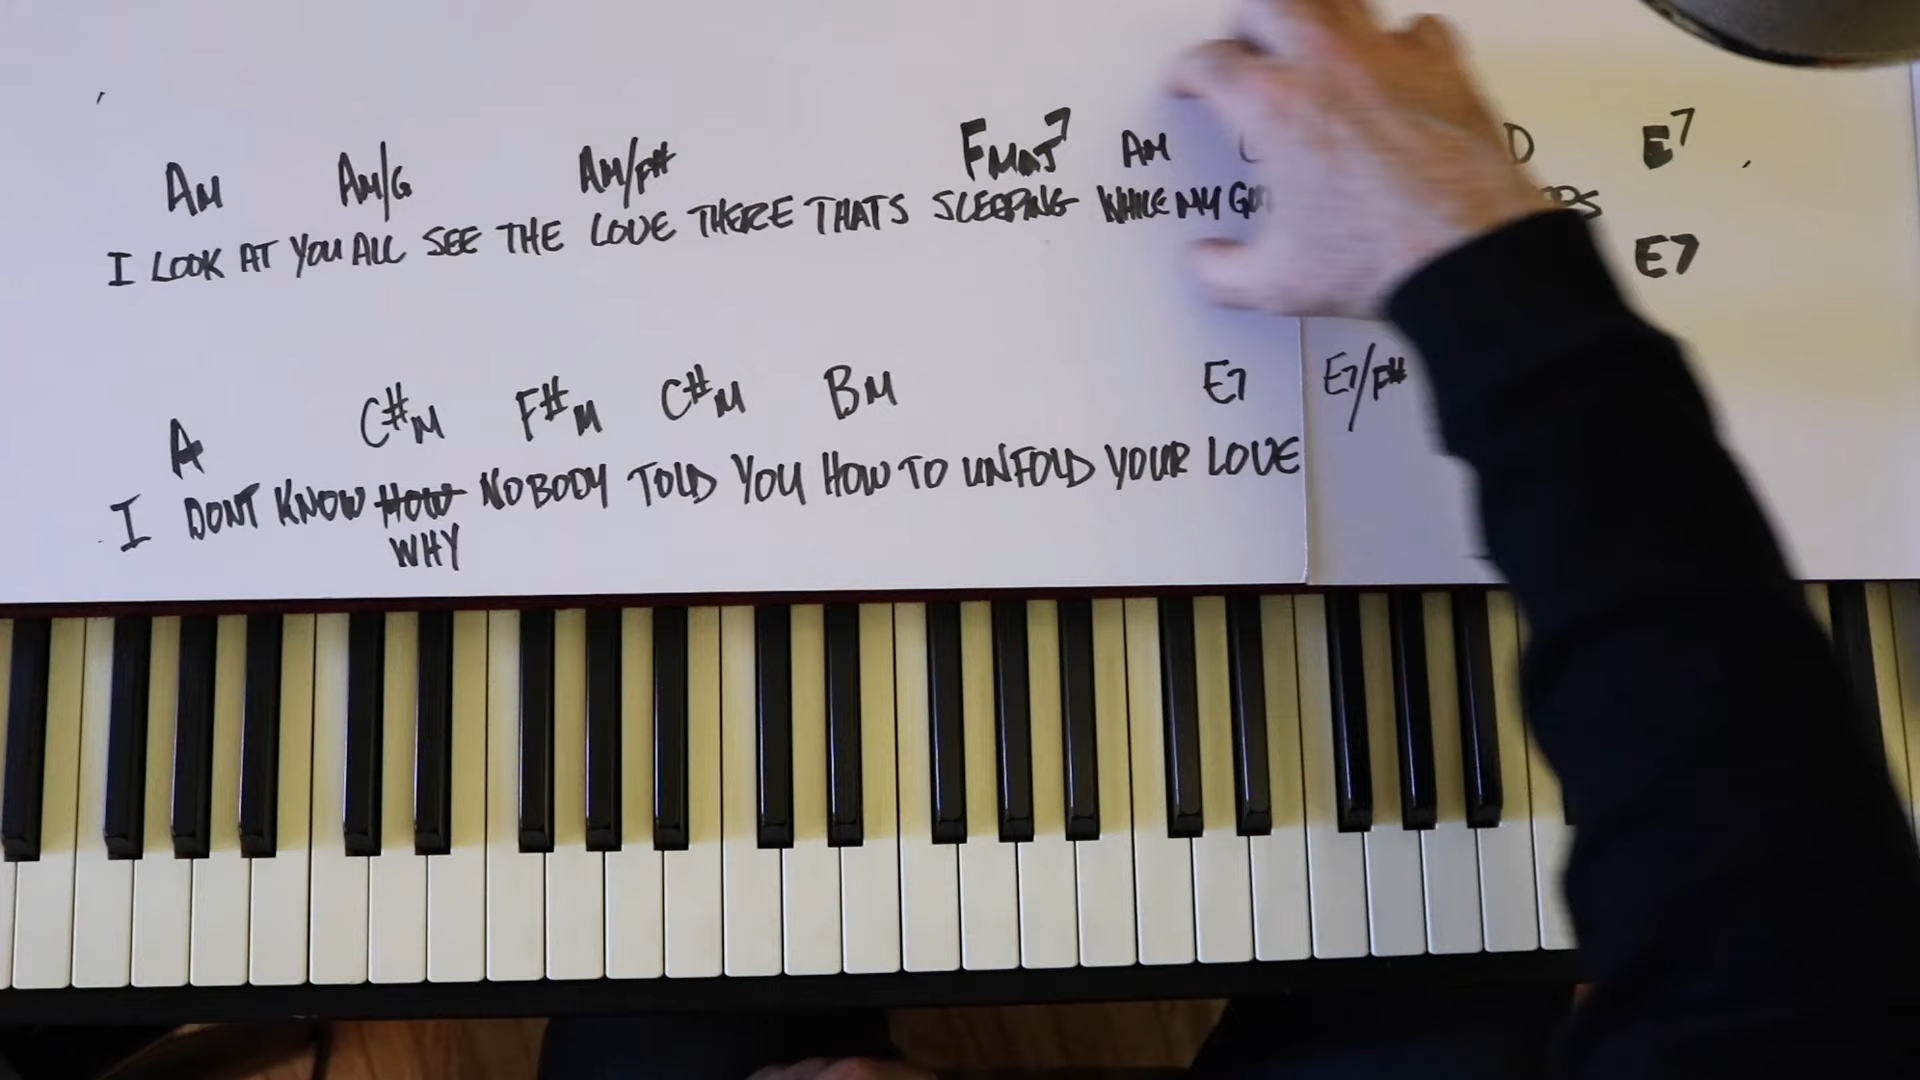 AM AM/G AM/F# FMAJ7 AM D E7
I LOOK AT YOU ALL SEE THE LOVE THERE THATS SLEEPING WHILE MY
E7
A C#M F#M C#M BM E7 E7/F#
I DONT KNOW HOW NOBODY TOLD YOU HOW TO UNFOLD YOUR LOVE
WHY